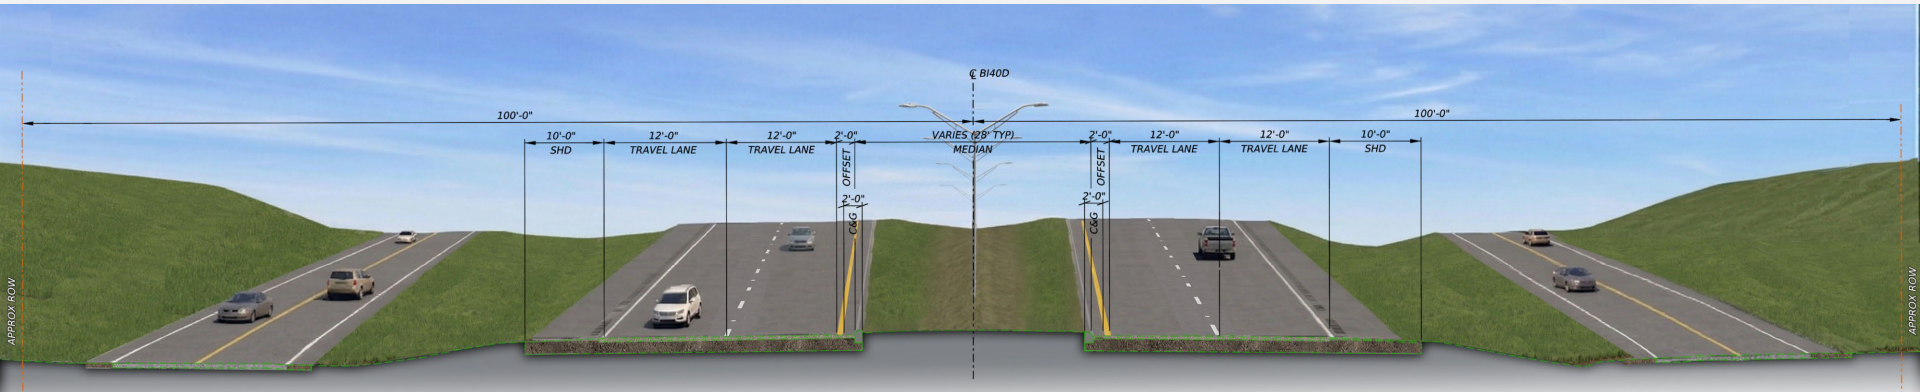 ℄ BI40D
100'-0"
100'-0"
10'-0"
SHD
12'-0"
TRAVEL LANE
12'-0"
TRAVEL LANE
2'-0"
OFFSET
2'-0"
C&G
VARIES (28' TYP)
MEDIAN
2'-0"
OFFSET
2'-0"
C&G
12'-0"
TRAVEL LANE
12'-0"
TRAVEL LANE
10'-0"
SHD
APPROX ROW
APPROX ROW